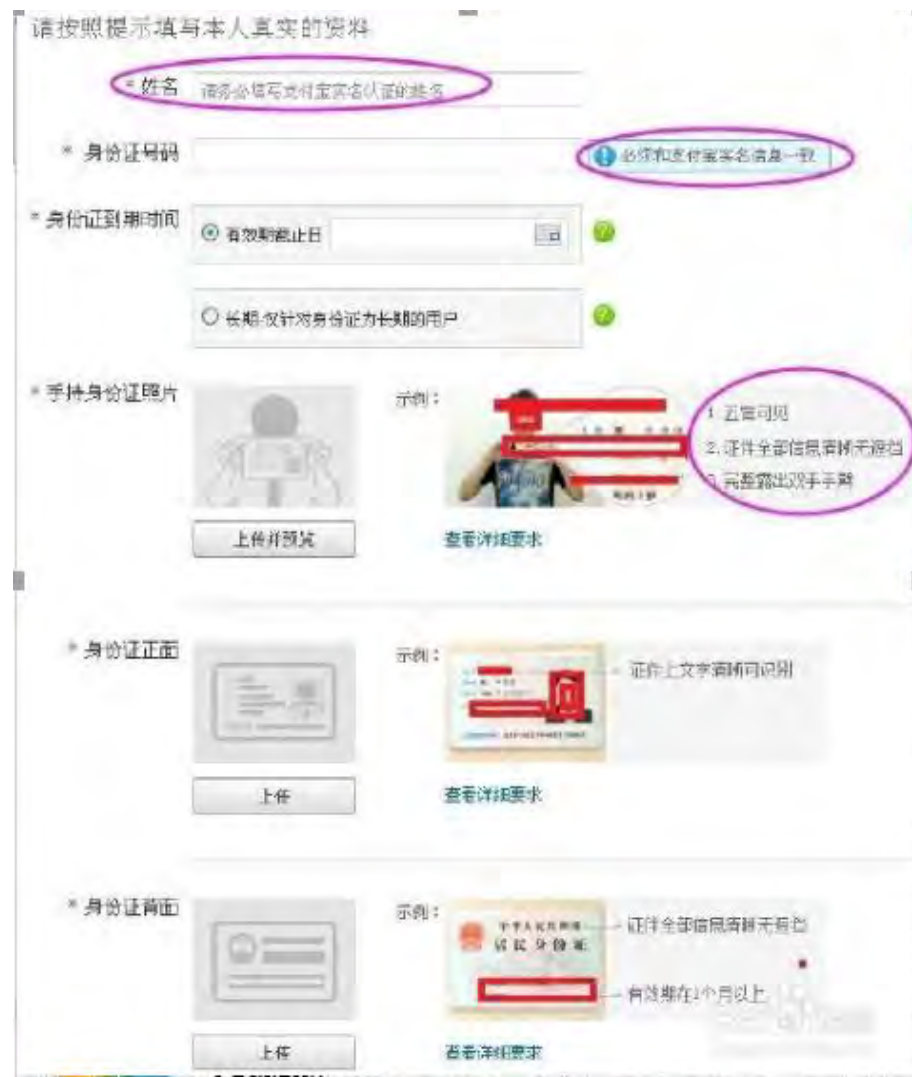 请按照提示填写本人真实的资料
* 姓名 请务必填写支付宝实名认证的姓名
* 身份证号码 必须和支付宝实名信息一致
* 身份证到期时间 有效期截止日
长期-仅针对身份证为长期的用户
* 手持身份证照片 示例：
1. 五官可见
2. 证件全部信息清晰无遮挡
3. 完整露出双手手臂
上传并预览 查看详细要求
* 身份证正面 示例： 证件上文字清晰可识别
上传 查看详细要求
* 身份证背面 示例： 中华人民共和国 证件全部信息清晰无遮挡
居民身份证
有效期在1个月以上
上传 查看详细要求